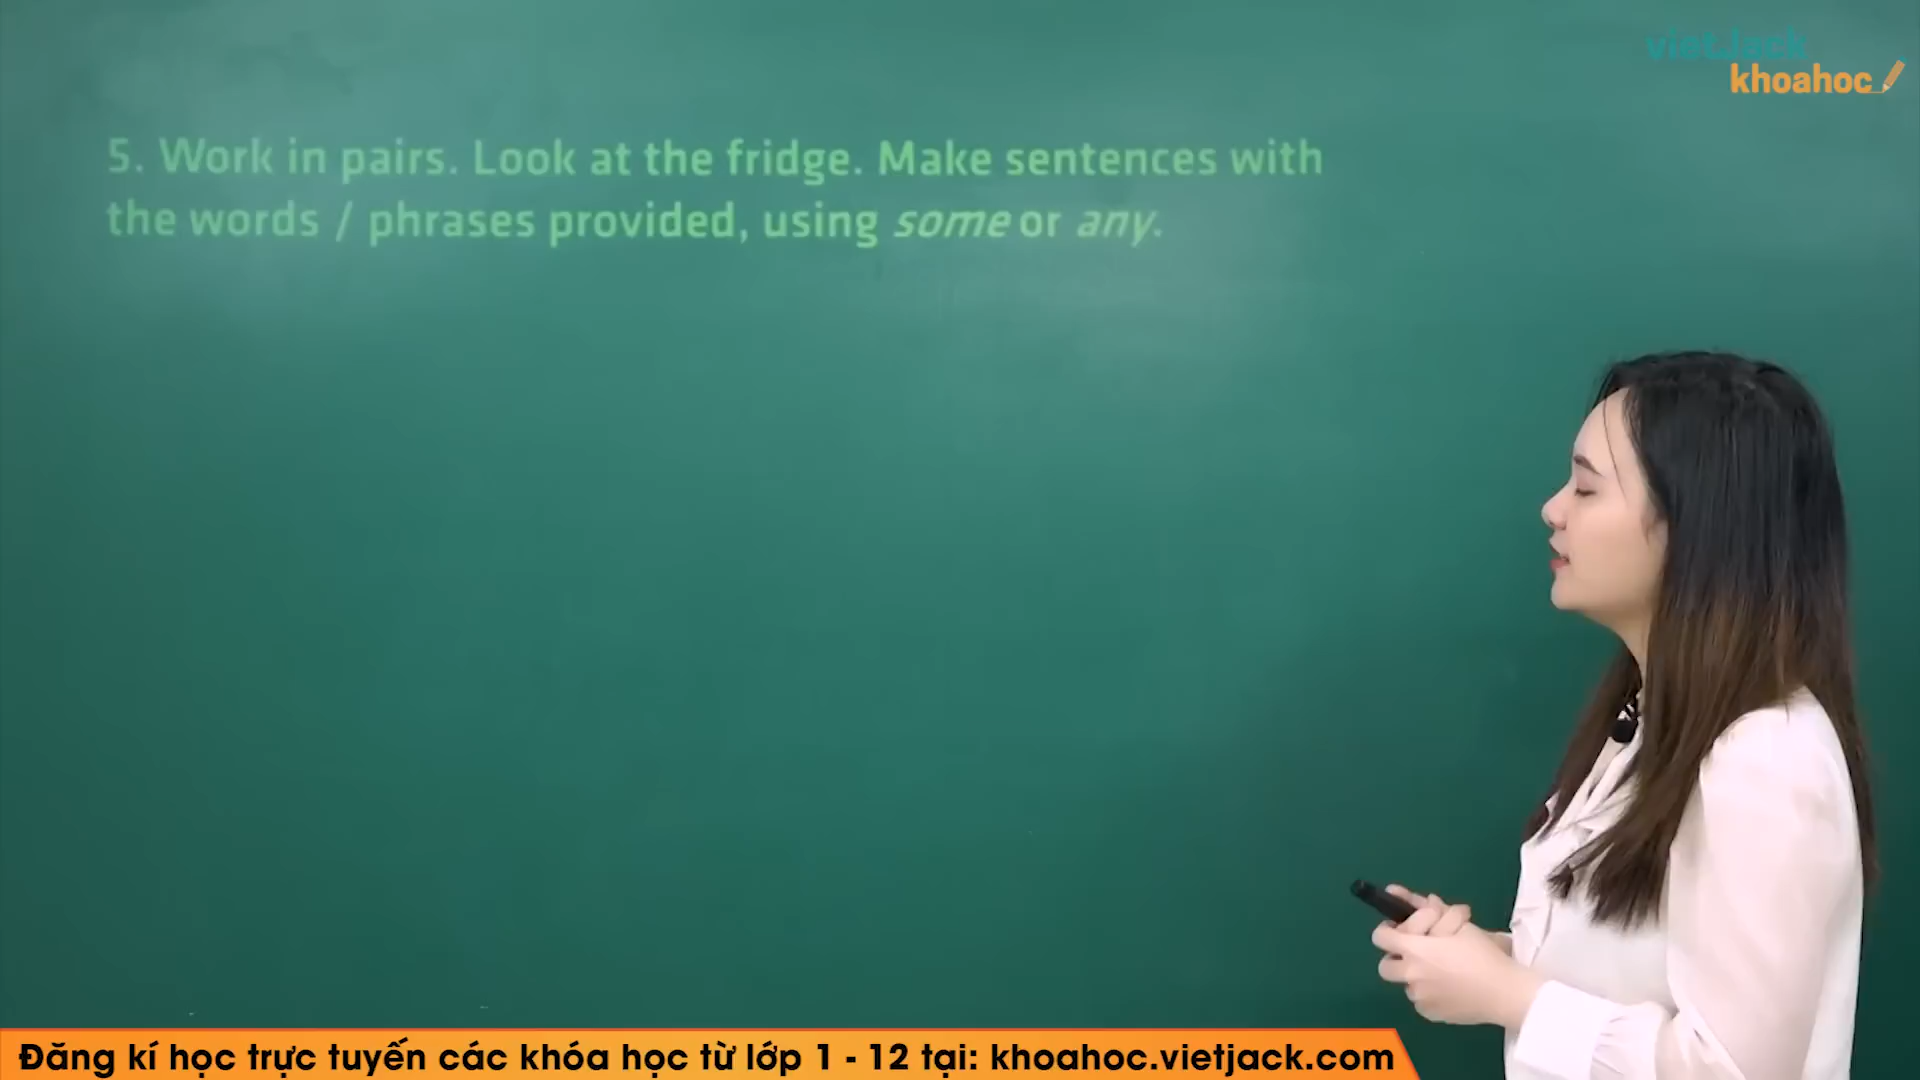 vietJack
khoahoc
5. Work in pairs. Look at the fridge. Make sentences with
the words / phrases provided, using some or any.
Đăng kí học trực tuyến các khóa học từ lớp 1 - 12 tại: khoahoc.vietjack.com